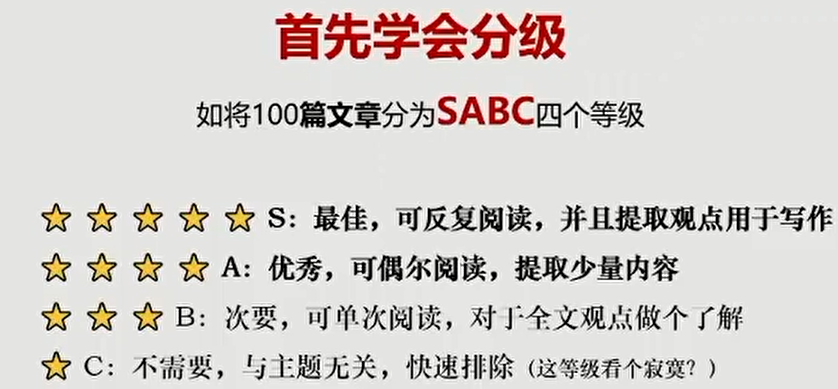 首先学会分级
如将100篇文章分为SABC四个等级
S：最佳，可反复阅读，并且提取观点用于写作
A：优秀，可偶尔阅读，提取少量内容
B：次要，可单次阅读，对于全文观点做个了解
C：不需要，与主题无关，快速排除（这等级看个寂寞？）